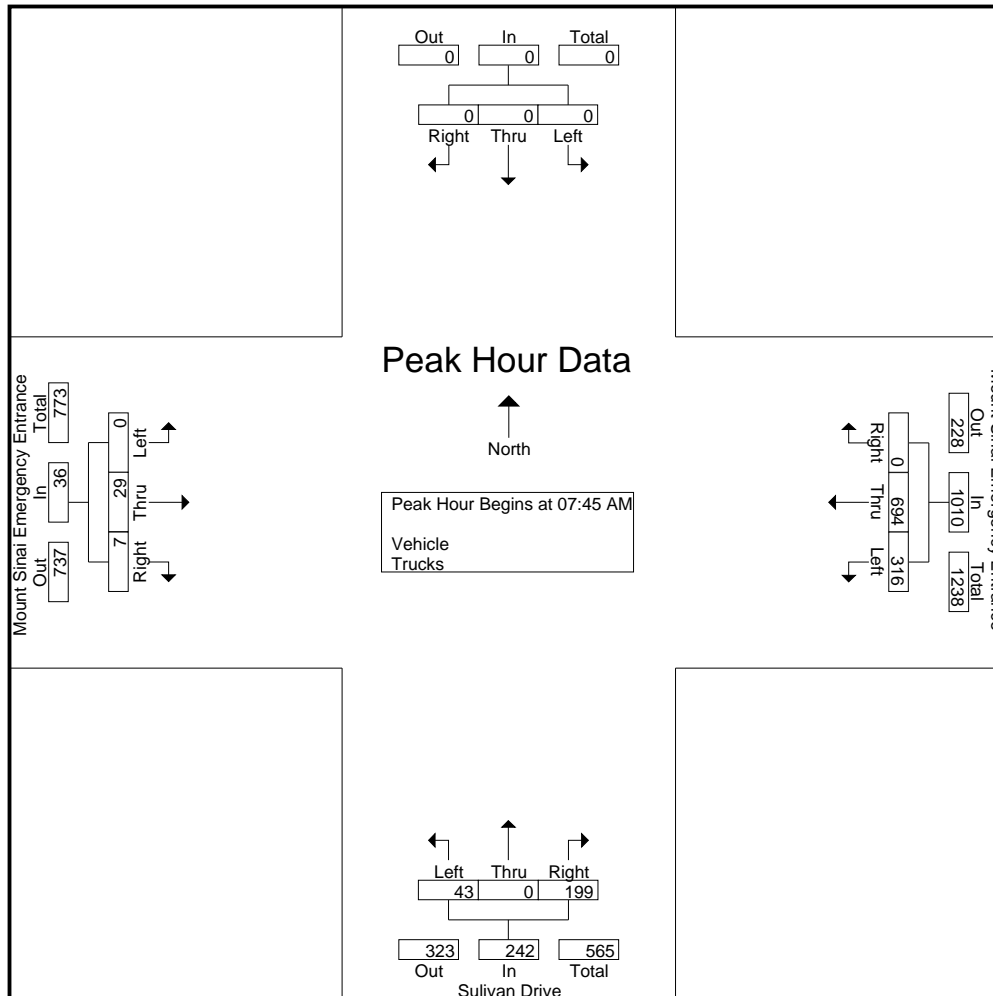 Out In Total
0 0 0
0 0 0
Right Thru Left
Peak Hour Data
North
Peak Hour Begins at 07:45 AM
Vehicle
Trucks
Mount Sinai Emergency Entrance
Total In Out
773 36 737
0 29 7
Left Thru Right
Right Thru Left
0 694 316
Out In Total
228 1010 1238
Left Thru Right
43 0 199
323 242 565
Out In Total
Sulivan Drive